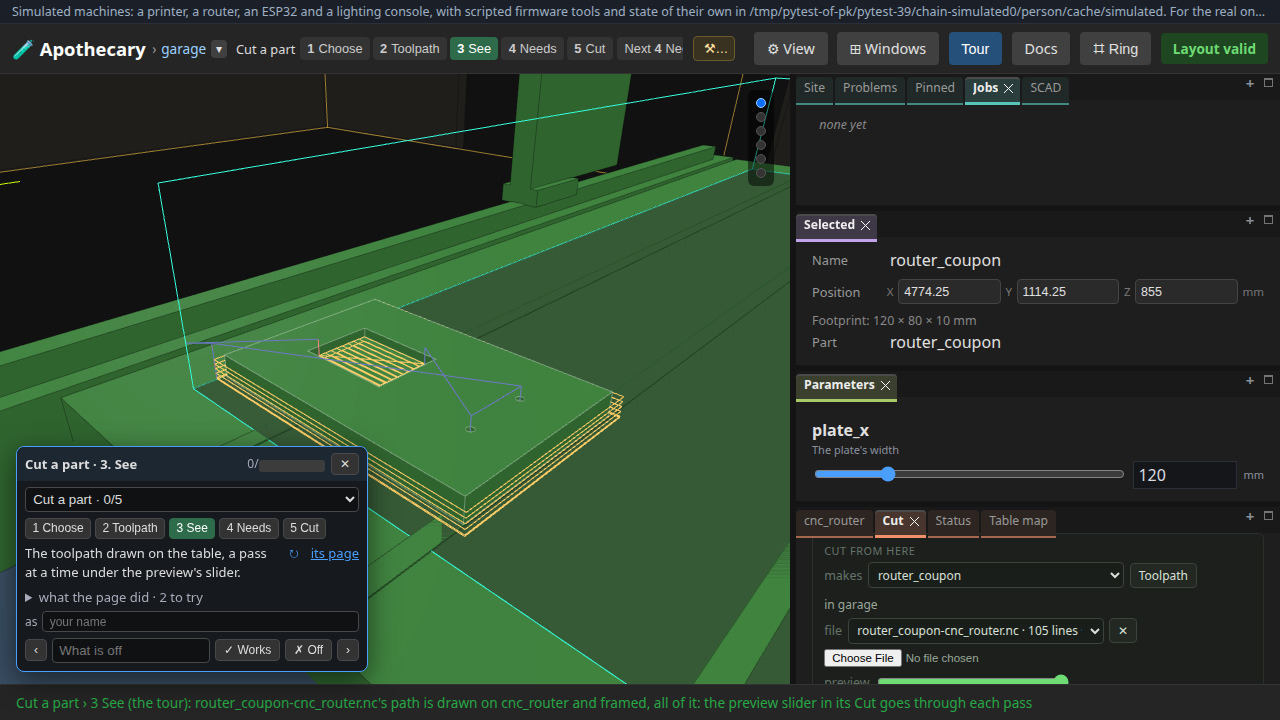 Simulated machines: a printer, a router, an ESP32 and a lighting console, with scripted firmware tools and state of their own in /tmp/pytest-of-pk/pytest-39/chain-simulated0/person/cache/simulated. For the real on...
Apothecary › garage ▾ Cut a part 1 Choose 2 Toolpath 3 See 4 Needs 5 Cut Next 4 Ne ⚒... View Windows Tour Docs Ring Layout valid
Site Problems Pinned Jobs SCAD
none yet
Selected
Name router_coupon
Position X 4774.25 Y 1114.25 Z 855 mm
Footprint: 120 × 80 × 10 mm
Part router_coupon
Parameters
plate_x
The plate's width
120 mm
cnc_router Cut Status Table map
CUT FROM HERE
makes router_coupon Toolpath
in garage
file router_coupon-cnc_router.nc · 105 lines ✕
Choose File No file chosen
preview
Cut a part · 3. See 0/ ✕
Cut a part · 0/5
1 Choose 2 Toolpath 3 See 4 Needs 5 Cut
The toolpath drawn on the table, a pass ↻ its page
at a time under the preview's slider.
▶ what the page did · 2 to try
as your name
‹ What is off ✓ Works ✗ Off ›
Cut a part › 3 See (the tour): router_coupon-cnc_router.nc's path is drawn on cnc_router and framed, all of it: the preview slider in its Cut goes through each pass